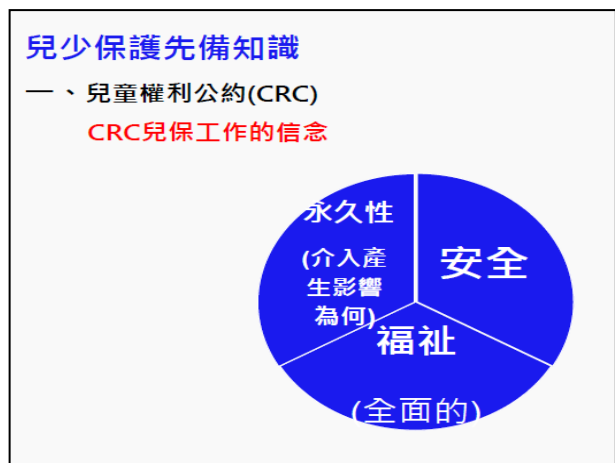 兒少保護先備知識
一、兒童權利公約(CRC)
CRC兒保工作的信念
永久性
(介入產
生影響
為何)
安全
福祉
(全面的)